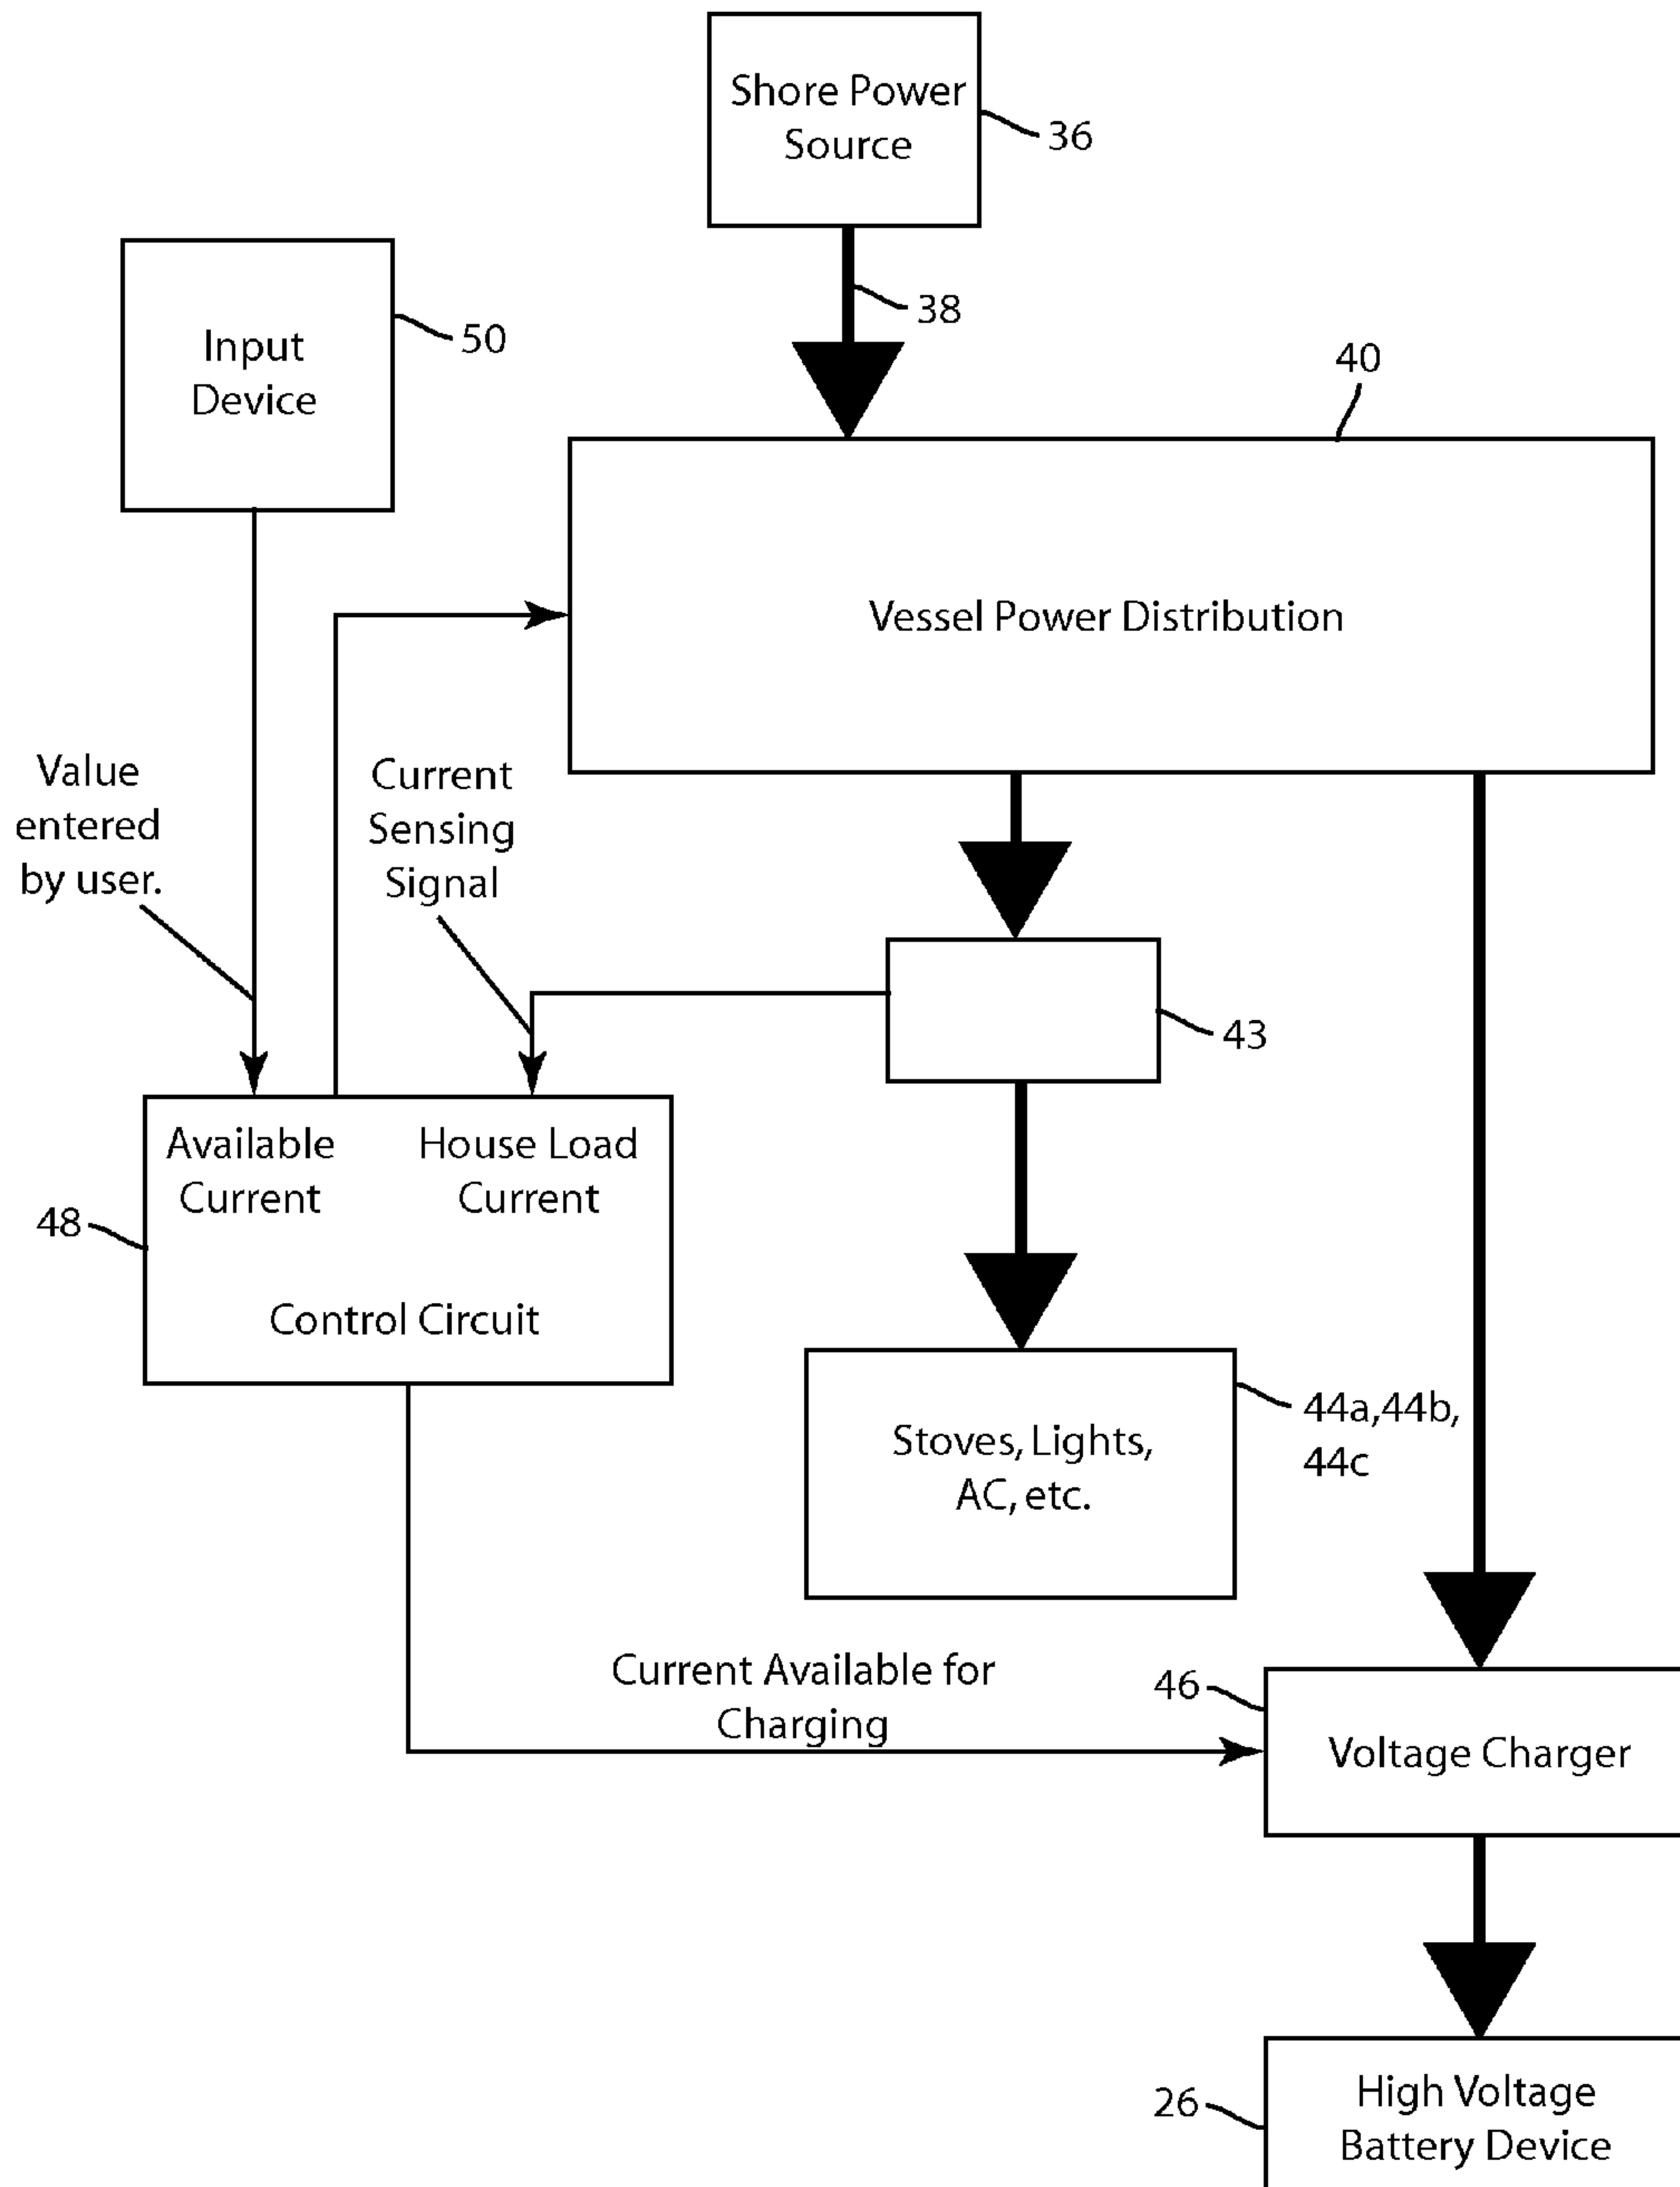 Shore Power
Source
36
38
Input
Device
50
40
Vessel Power Distribution
Value
entered
by user.
Current
Sensing
Signal
43
Available
Current
House Load
Current
48
Control Circuit
Stoves, Lights,
AC, etc.
44a,44b,
44c
Current Available for
Charging
46
Voltage Charger
26
High Voltage
Battery Device